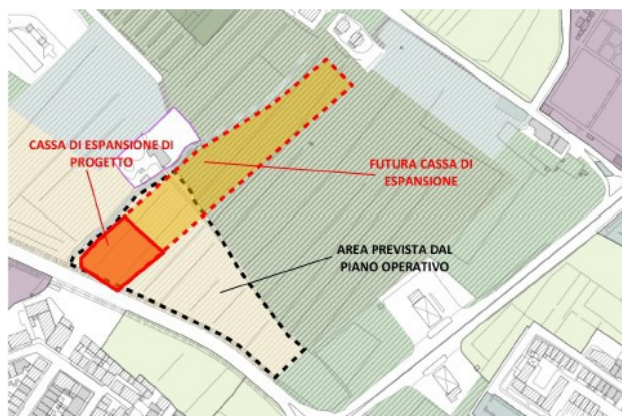 CASSA DI ESPANSIONE DI
PROGETTO
FUTURA CASSA DI
ESPANSIONE
AREA PREVISTA DAL
PIANO OPERATIVO